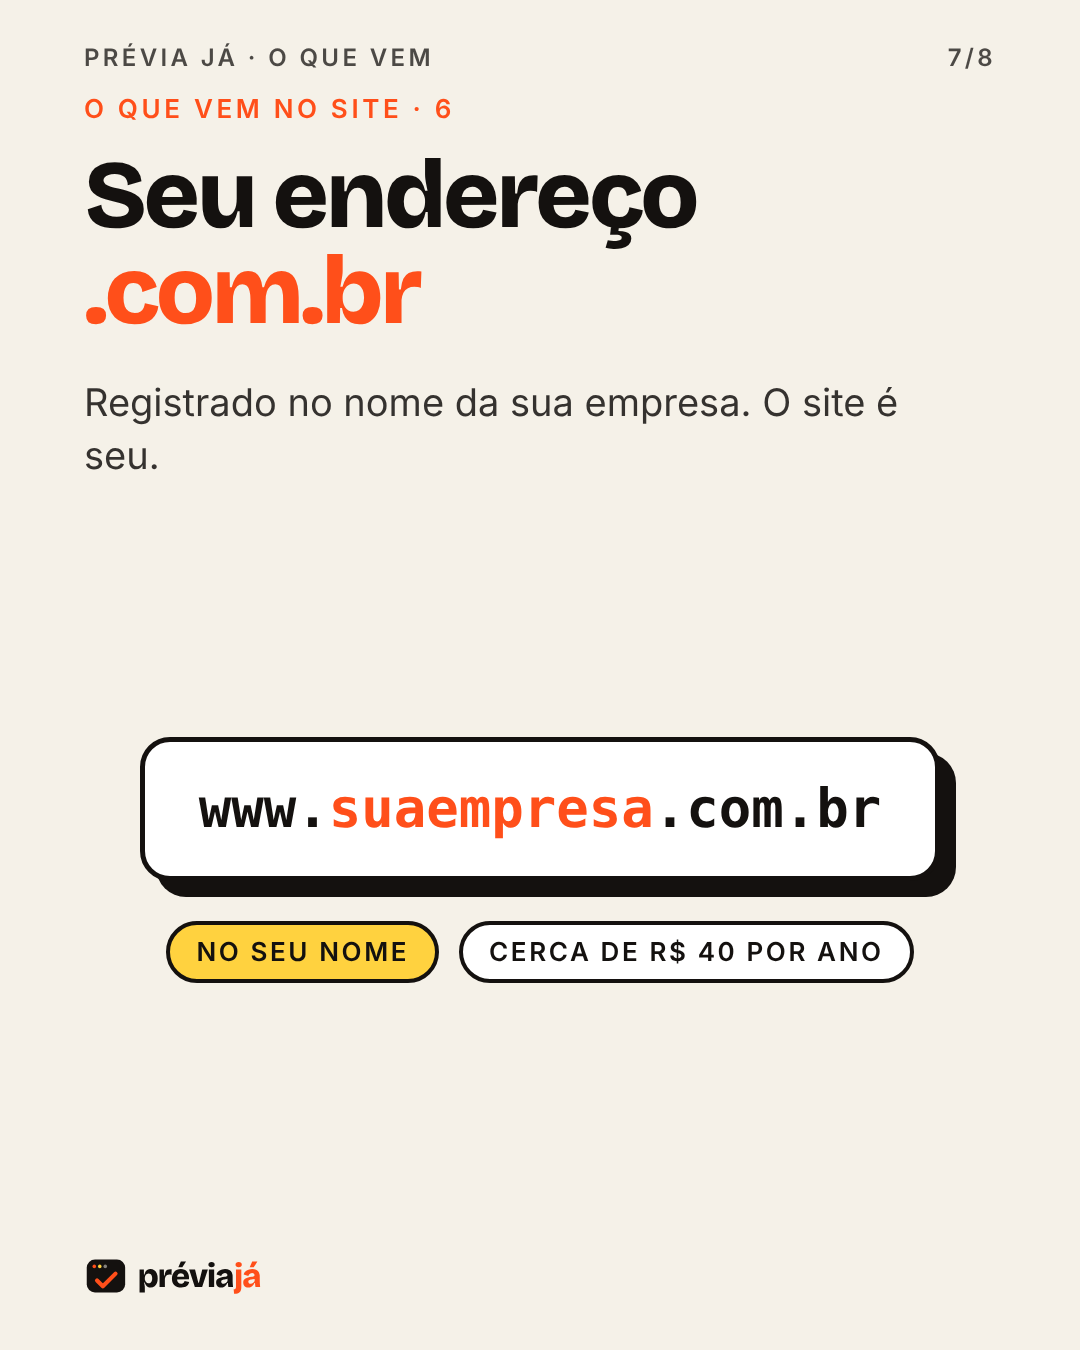 PRÉVIA JÁ · O QUE VEM
7/8
O QUE VEM NO SITE · 6
Seu endereço
.com.br
Registrado no nome da sua empresa. O site é
seu.
www.suaempresa.com.br
NO SEU NOME
CERCA DE R$ 40 POR ANO
préviajá